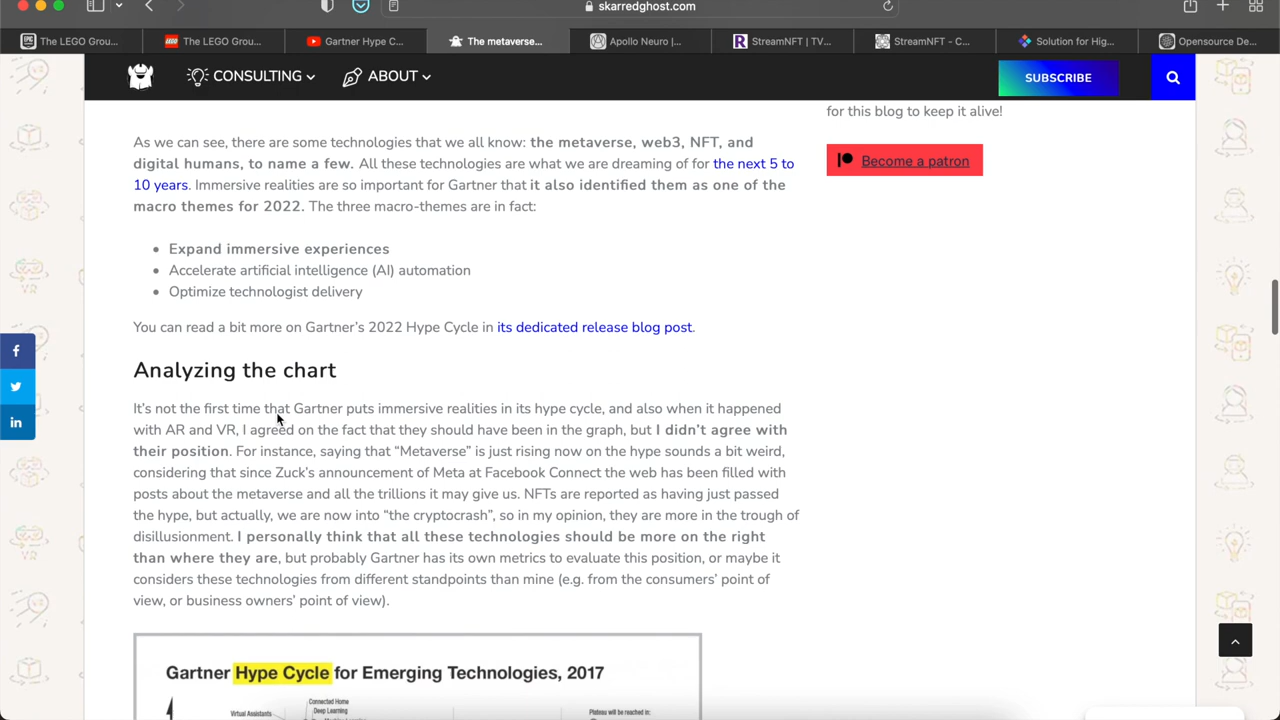 skarredghost.com
The LEGO Grou...
The LEGO Grou...
Gartner Hype C...
The metaverse...
Apollo Neuro |...
StreamNFT | TV...
StreamNFT - C...
Solution for Hig...
Opensource De...
CONSULTING
ABOUT
SUBSCRIBE
for this blog to keep it alive!
Become a patron
As we can see, there are some technologies that we all know: the metaverse, web3, NFT, and
digital humans, to name a few. All these technologies are what we are dreaming of for the next 5 to
10 years. Immersive realities are so important for Gartner that it also identified them as one of the
macro themes for 2022. The three macro-themes are in fact:
Expand immersive experiences
Accelerate artificial intelligence (AI) automation
Optimize technologist delivery
You can read a bit more on Gartner’s 2022 Hype Cycle in its dedicated release blog post.
Analyzing the chart
It’s not the first time that Gartner puts immersive realities in its hype cycle, and also when it happened
with AR and VR, I agreed on the fact that they should have been in the graph, but I didn’t agree with
their position. For instance, saying that “Metaverse” is just rising now on the hype sounds a bit weird,
considering that since Zuck’s announcement of Meta at Facebook Connect the web has been filled with
posts about the metaverse and all the trillions it may give us. NFTs are reported as having just passed
the hype, but actually, we are now into “the cryptocrash”, so in my opinion, they are more in the trough of
disillusionment. I personally think that all these technologies should be more on the right
than where they are, but probably Gartner has its own metrics to evaluate this position, or maybe it
considers these technologies from different standpoints than mine (e.g. from the consumers’ point of
view, or business owners’ point of view).
Gartner Hype Cycle for Emerging Technologies, 2017
Connected Home
Deep Learning
Virtual Assistants
Plateau will be reached in: